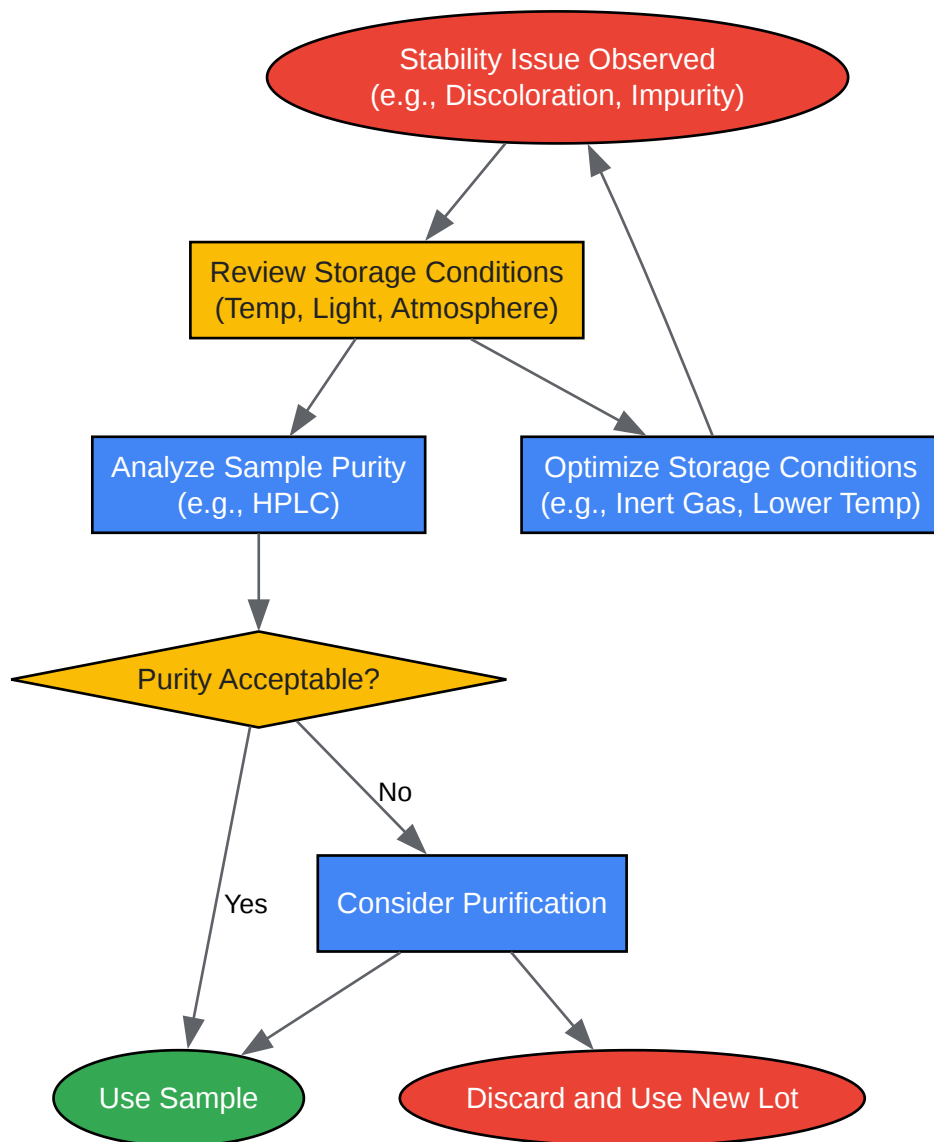 Stability Issue Observed
(e.g., Discoloration, Impurity)
Review Storage Conditions
(Temp, Light, Atmosphere)
Analyze Sample Purity
(e.g., HPLC)
Optimize Storage Conditions
(e.g., Inert Gas, Lower Temp)
Purity Acceptable?
No
Yes
Consider Purification
Use Sample
Discard and Use New Lot